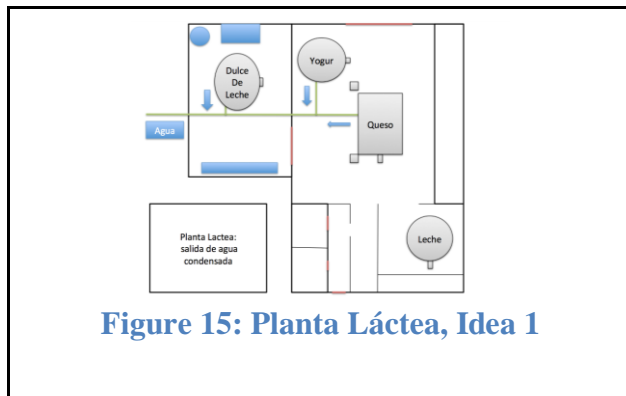 Yogur
Dulce
De
Leche
Agua
Queso
Planta Lactea:
salida de agua
condensada
Leche
Figure 15: Planta Láctea, Idea 1